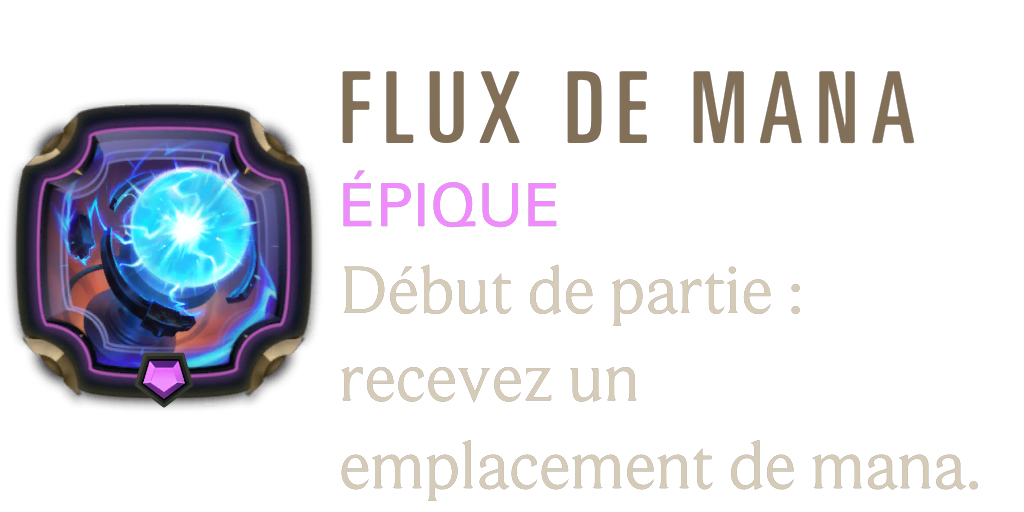 FLUX DE MANA
ÉPIQUE
Début de partie :
recevez un
emplacement de mana.